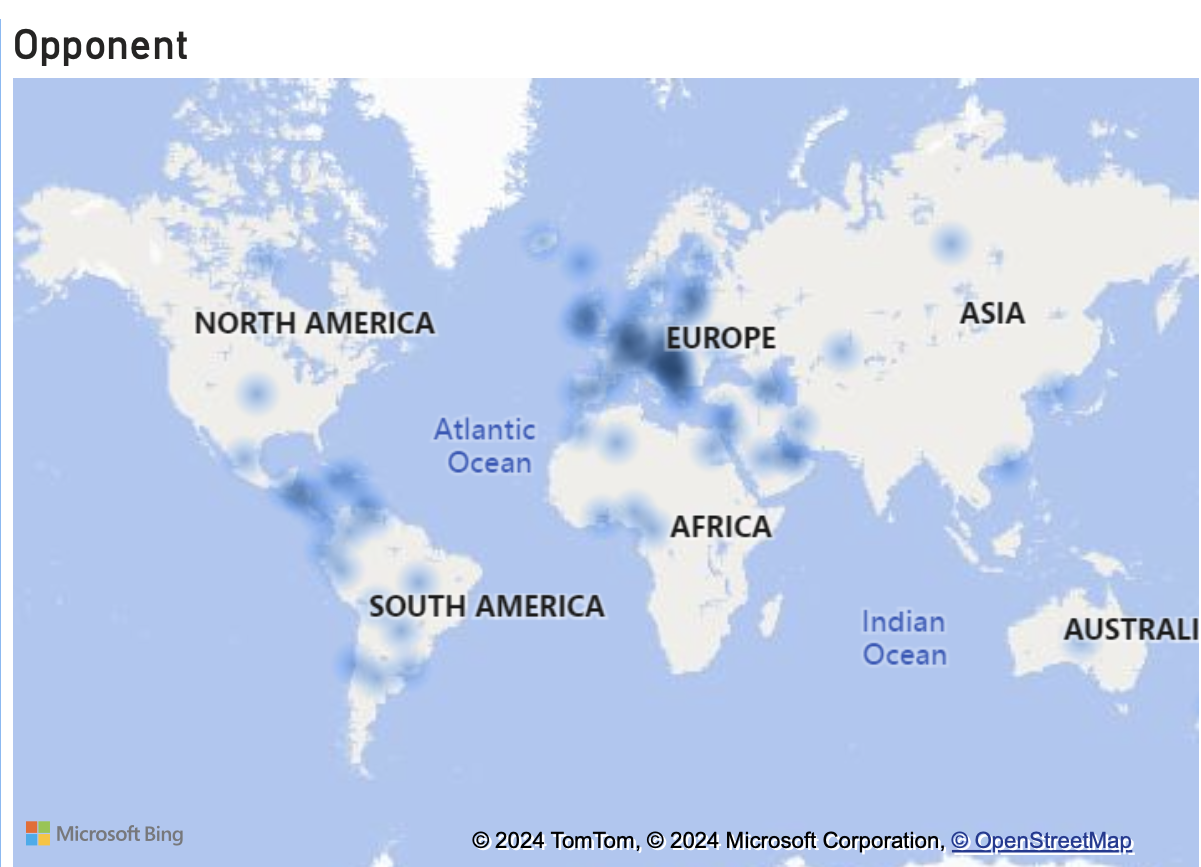 Opponent
NORTH AMERICA
EUROPE
ASIA
Atlantic
Ocean
AFRICA
SOUTH AMERICA
Indian
Ocean
AUSTRALI
Microsoft Bing
© 2024 TomTom, © 2024 Microsoft Corporation, © OpenStreetMap